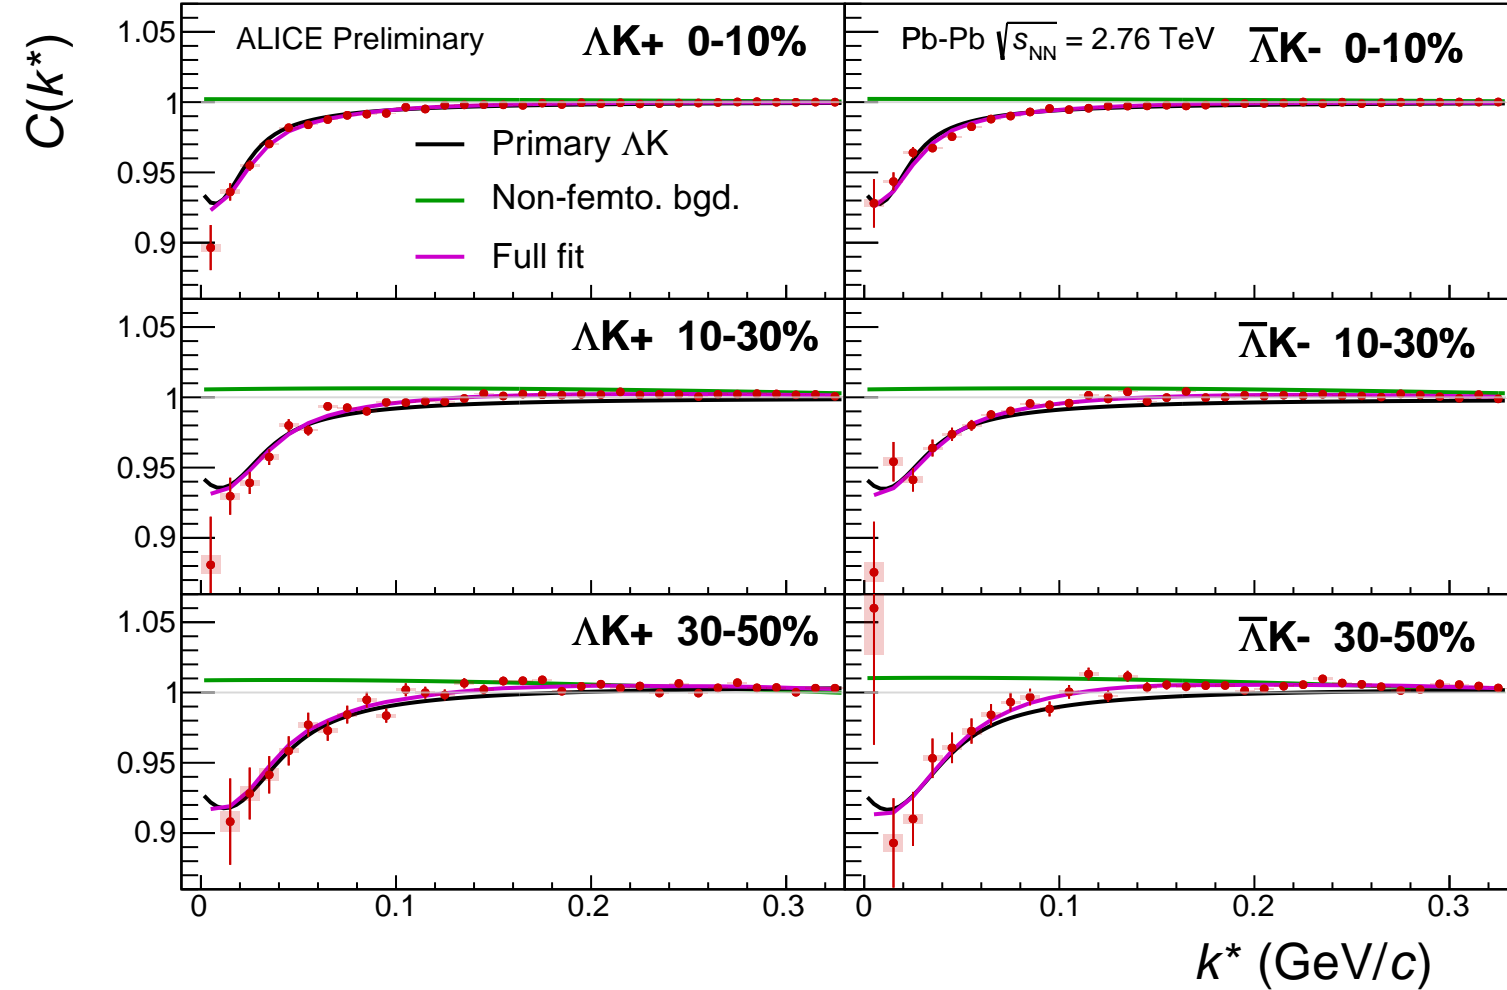 C(k*)
ALICE Preliminary
ΛK+ 0-10%
Pb-Pb √sNN = 2.76 TeV
Λ̅K- 0-10%
Primary ΛK
Non-femto. bgd.
Full fit
1.05
1
0.95
0.9
ΛK+ 10-30%
Λ̅K- 10-30%
1.05
1
0.95
0.9
ΛK+ 30-50%
Λ̅K- 30-50%
1.05
1
0.95
0.9
0 0.1 0.2 0.3
0 0.1 0.2 0.3
k* (GeV/c)